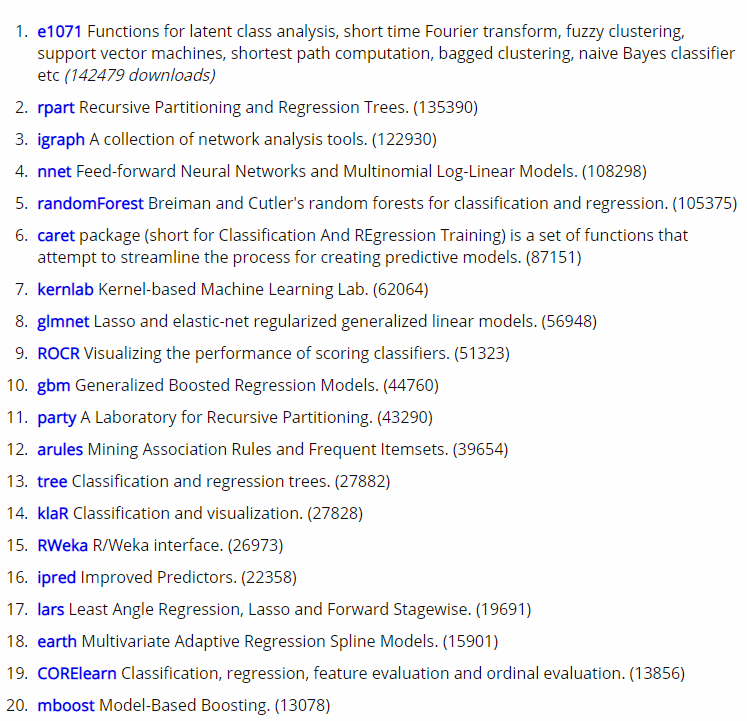 1. e1071 Functions for latent class analysis, short time Fourier transform, fuzzy clustering,
support vector machines, shortest path computation, bagged clustering, naive Bayes classifier
etc (142479 downloads)
2. rpart Recursive Partitioning and Regression Trees. (135390)
3. igraph A collection of network analysis tools. (122930)
4. nnet Feed-forward Neural Networks and Multinomial Log-Linear Models. (108298)
5. randomForest Breiman and Cutler's random forests for classification and regression. (105375)
6. caret package (short for Classification And REgression Training) is a set of functions that
attempt to streamline the process for creating predictive models. (87151)
7. kernlab Kernel-based Machine Learning Lab. (62064)
8. glmnet Lasso and elastic-net regularized generalized linear models. (56948)
9. ROCR Visualizing the performance of scoring classifiers. (51323)
10. gbm Generalized Boosted Regression Models. (44760)
11. party A Laboratory for Recursive Partitioning. (43290)
12. arules Mining Association Rules and Frequent Itemsets. (39654)
13. tree Classification and regression trees. (27882)
14. klaR Classification and visualization. (27828)
15. RWeka R/Weka interface. (26973)
16. ipred Improved Predictors. (22358)
17. lars Least Angle Regression, Lasso and Forward Stagewise. (19691)
18. earth Multivariate Adaptive Regression Spline Models. (15901)
19. CORElearn Classification, regression, feature evaluation and ordinal evaluation. (13856)
20. mboost Model-Based Boosting. (13078)